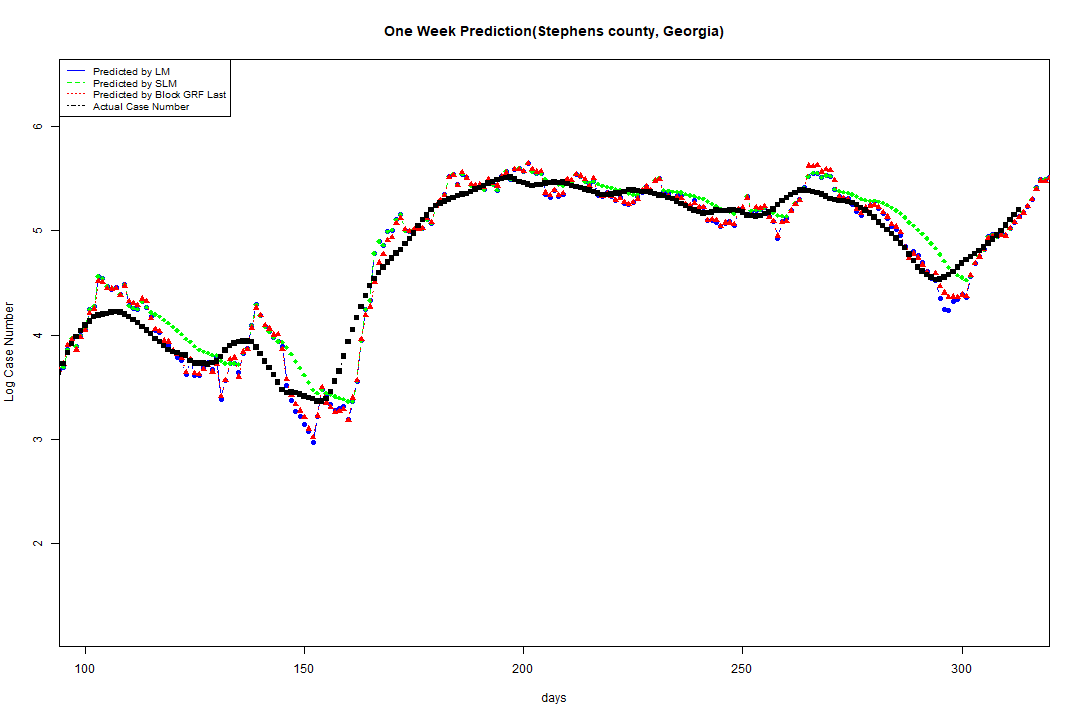 One Week Prediction(Stephens county, Georgia)
Predicted by LM
Predicted by SLM
Predicted by Block GRF Last
Actual Case Number
Log Case Number
6
5
4
3
2
100 150 200 250 300
days